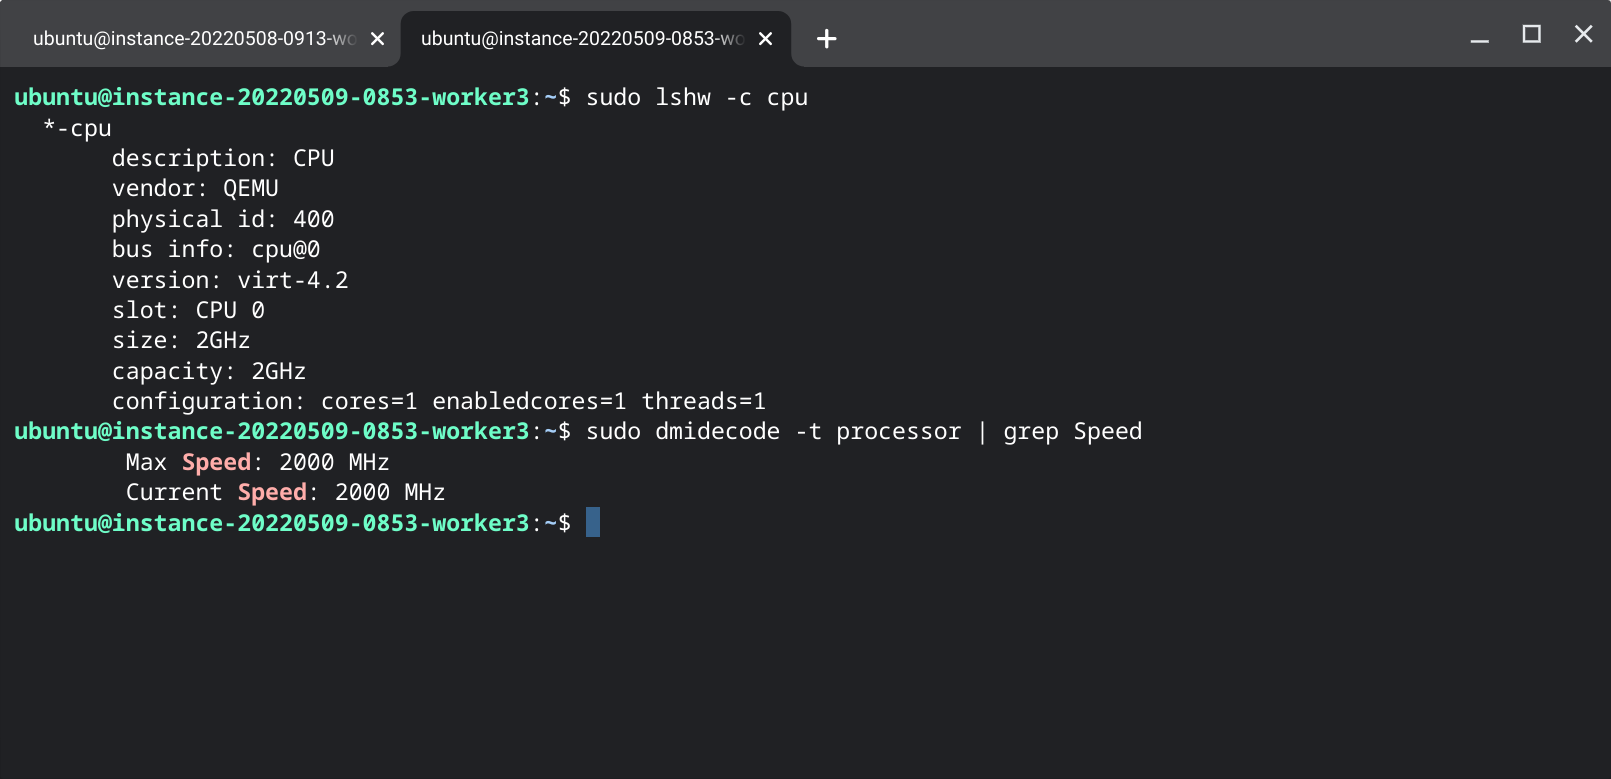 ubuntu@instance-20220508-0913-wo
ubuntu@instance-20220509-0853-wo
ubuntu@instance-20220509-0853-worker3:~$ sudo lshw -c cpu
*-cpu
description: CPU
vendor: QEMU
physical id: 400
bus info: cpu@0
version: virt-4.2
slot: CPU 0
size: 2GHz
capacity: 2GHz
configuration: cores=1 enabledcores=1 threads=1
ubuntu@instance-20220509-0853-worker3:~$ sudo dmidecode -t processor | grep Speed
Max Speed: 2000 MHz
Current Speed: 2000 MHz
ubuntu@instance-20220509-0853-worker3:~$